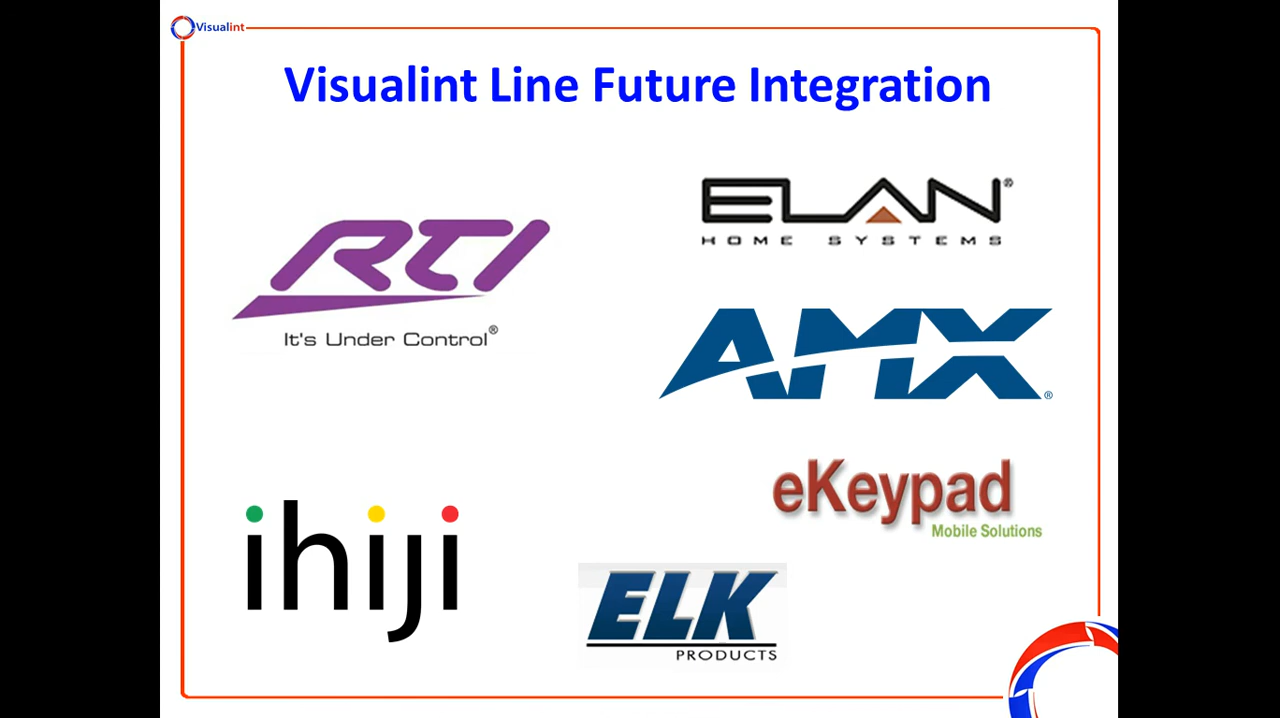 Visualint
Visualint Line Future Integration
ELAN®
HOME SYSTEMS
RTI
It's Under Control®
AMX®
eKeypad
Mobile Solutions
ihiji
ELK
PRODUCTS